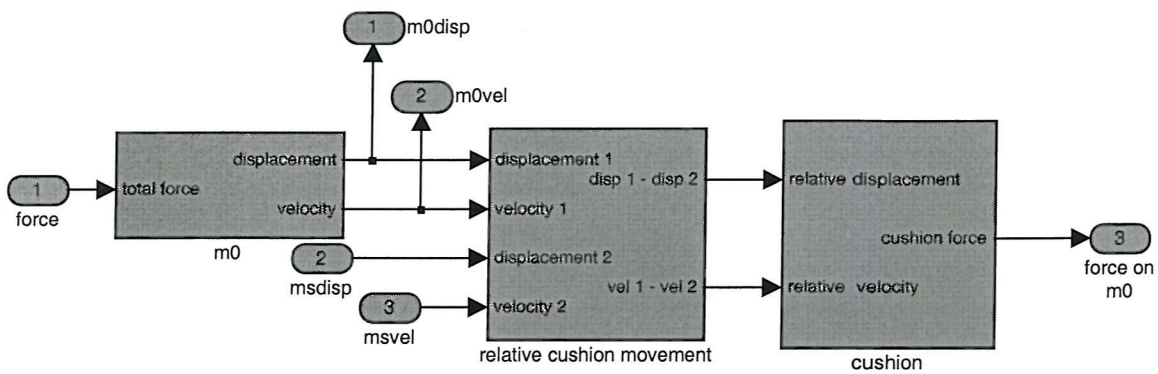 1
m0disp
2
m0vel
displacement
displacement 1
disp 1 - disp 2
relative displacement
1
total force
force
velocity
velocity 1
m0
2
msdisp
displacement 2
cushion force
3
force on
m0
3
msvel
velocity 2
vel 1 - vel 2
relative velocity
relative cushion movement
cushion